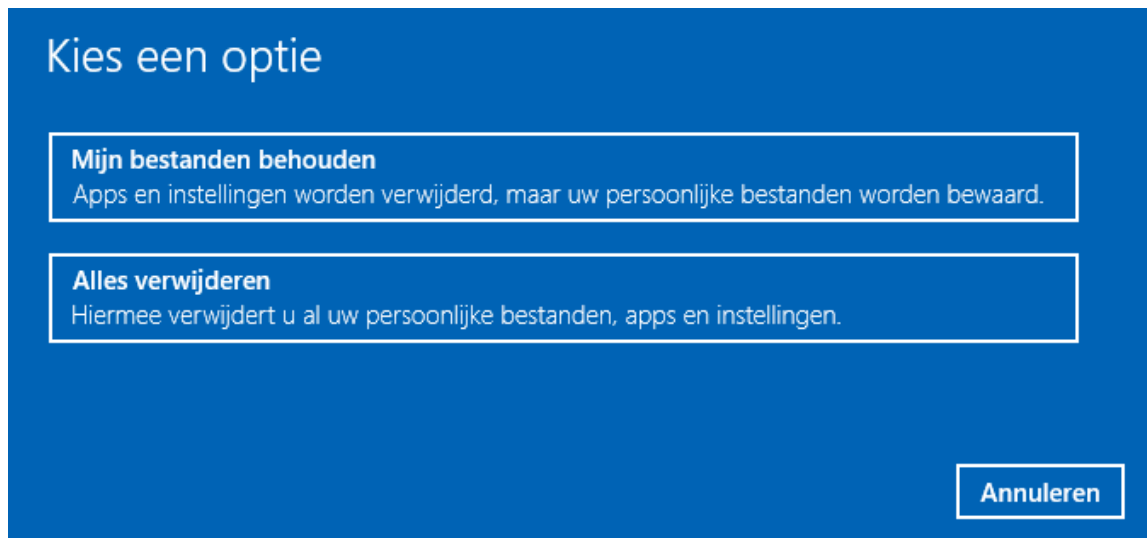 Kies een optie
Mijn bestanden behouden
Apps en instellingen worden verwijderd, maar uw persoonlijke bestanden worden bewaard.
Alles verwijderen
Hiermee verwijdert u al uw persoonlijke bestanden, apps en instellingen.
Annuleren